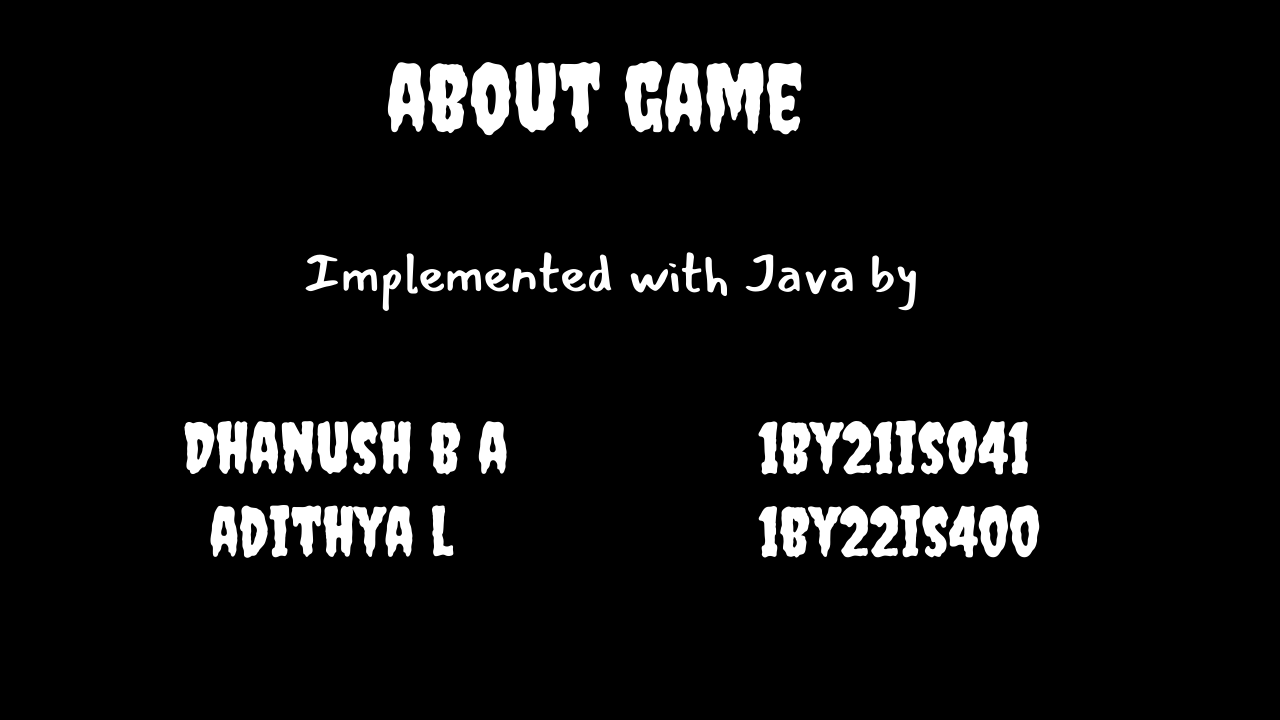 ABOUT GAME
Implemented with Java by
DHANUSH B A 1BY21IS041
ADITHYA L 1BY22IS400